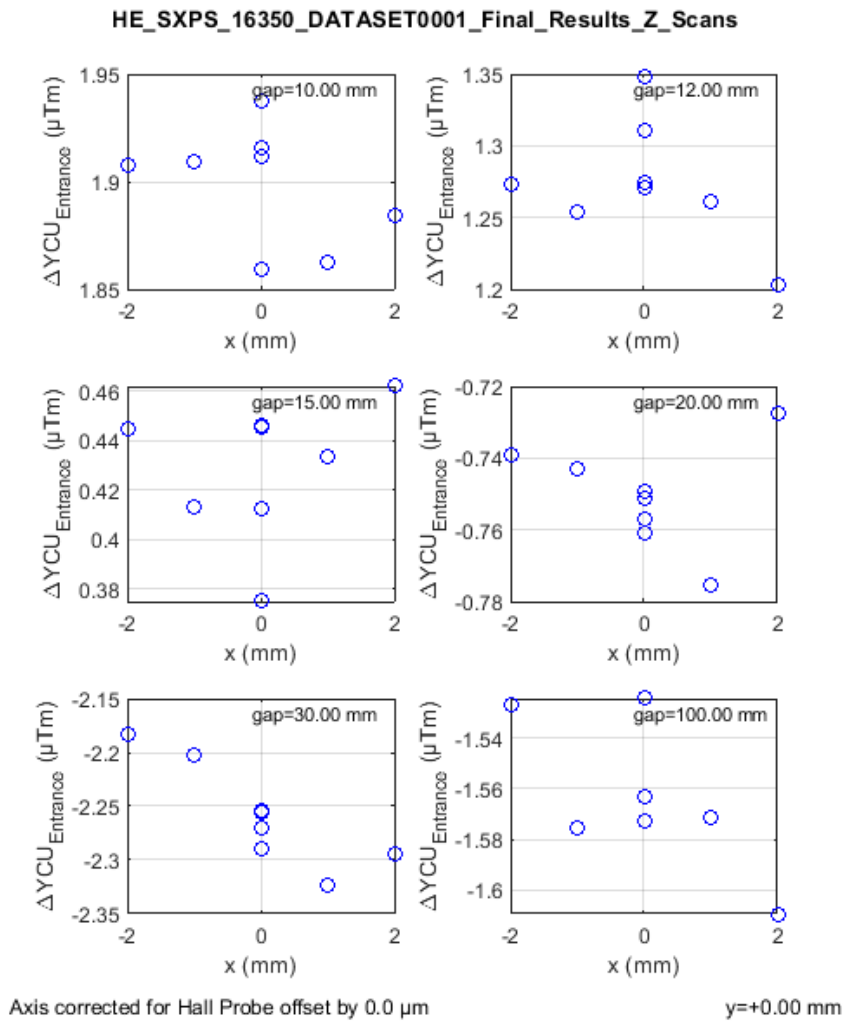 HE_SXPS_16350_DATASET0001_Final_Results_Z_Scans
gap=10.00 mm
1.95
1.9
1.85
ΔYCU_Entrance (µTm)
-2 0 2
x (mm)
gap=12.00 mm
1.35
1.3
1.25
1.2
ΔYCU_Entrance (µTm)
-2 0 2
x (mm)
gap=15.00 mm
0.46
0.44
0.42
0.4
0.38
ΔYCU_Entrance (µTm)
-2 0 2
x (mm)
gap=20.00 mm
-0.72
-0.74
-0.76
-0.78
ΔYCU_Entrance (µTm)
-2 0 2
x (mm)
gap=30.00 mm
-2.15
-2.2
-2.25
-2.3
-2.35
ΔYCU_Entrance (µTm)
-2 0 2
x (mm)
gap=100.00 mm
-1.54
-1.56
-1.58
-1.6
ΔYCU_Entrance (µTm)
-2 0 2
x (mm)
Axis corrected for Hall Probe offset by 0.0 µm
y=+0.00 mm